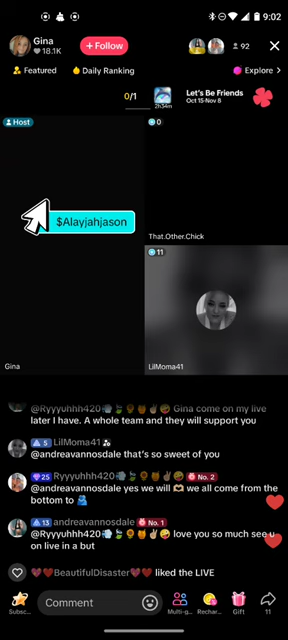 9:02
Gina
18.1K
+ Follow
92
Featured
Daily Ranking
Explore >
0/1
2h34m
Let's Be Friends
Oct 15-Nov 8
Host
0
$Alayjahjason
That.Other.Chick
11
Gina
LilMoma41
@Ryyyuhhh420 Gina come on my live
later I have. A whole team and they will support you
5 LilMoma41
@andreavannosdale that's so sweet of you
25 Ryyyuhhh420 No. 2
@andreavannosdale yes we will 🫶 we all come from the
bottom to 🫂
13 andreavannosdale No. 1
@Ryyyuhhh420 love you so much see u
on live in a but
BeautifulDisaster liked the LIVE
Subsc...
Comment
Multi-g...
Rechar...
Gift
11